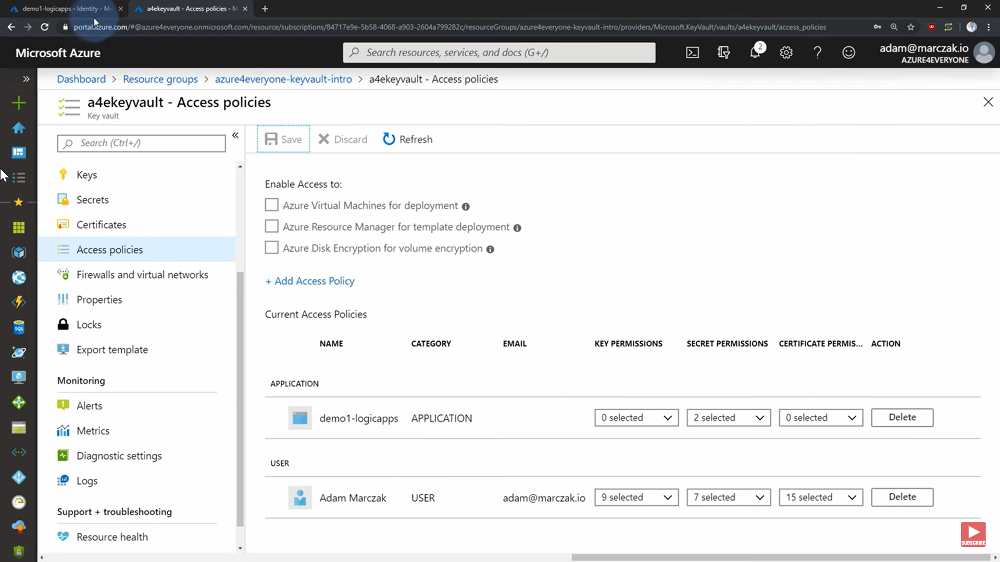 demo1-logicapps - Identity - Mi
a4ekeyvault - Access policies - M
portal.azure.com/#@azure4everyone.onmicrosoft.com/resource/subscriptions/84717e9e-5b58-4068-a903-2604a799282c/resourceGroups/azure4everyone-keyvault-intro/providers/Microsoft.KeyVault/vaults/a4ekeyvault/access_policies
Microsoft Azure
Search resources, services, and docs (G+/)
2
adam@marczak.io
AZURE4EVERYONE
Dashboard > Resource groups > azure4everyone-keyvault-intro > a4ekeyvault - Access policies
a4ekeyvault - Access policies
Key vault
Search (Ctrl+/)
Keys
Secrets
Certificates
Access policies
Firewalls and virtual networks
Properties
Locks
Export template
Monitoring
Alerts
Metrics
Diagnostic settings
Logs
Support + troubleshooting
Resource health
Save Discard Refresh
Enable Access to:
Azure Virtual Machines for deployment
Azure Resource Manager for template deployment
Azure Disk Encryption for volume encryption
+ Add Access Policy
Current Access Policies
NAME CATEGORY EMAIL KEY PERMISSIONS SECRET PERMISSIONS CERTIFICATE PERMIS... ACTION
APPLICATION
demo1-logicapps APPLICATION 0 selected 2 selected 0 selected Delete
USER
Adam Marczak USER adam@marczak.io 9 selected 7 selected 15 selected Delete
SQL
SUBSCRIBE